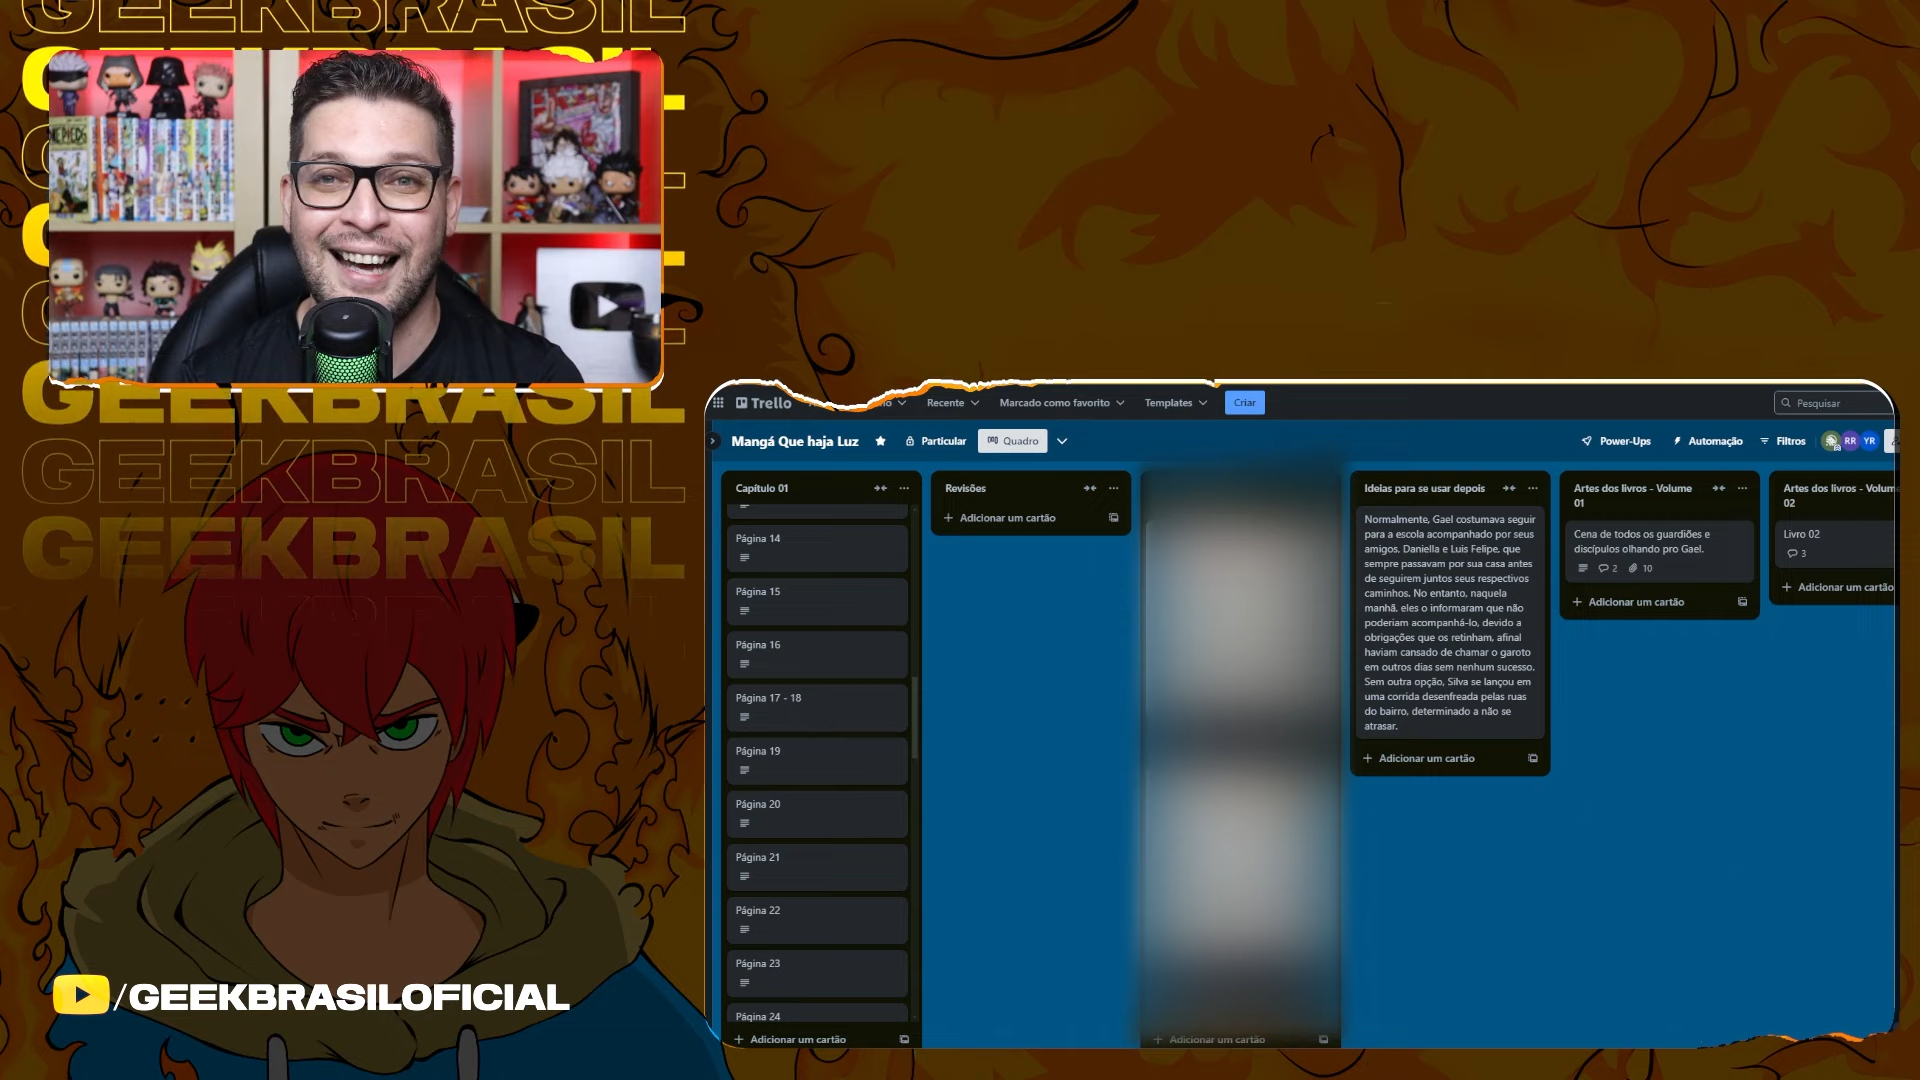 GEEKBRASIL
GEEKBRASIL
GEEKBRASIL
GEEKBRASIL
GEEKBRASIL
/GEEKBRASILOFICIAL
Trello
Recente
Marcado como favorito
Templates
Criar
Pesquisar
Mangá Que haja Luz
Particular
Quadro
Power-Ups
Automação
Filtros
RR
YR
Capítulo 01
Página 14
Página 15
Página 16
Página 17 - 18
Página 19
Página 20
Página 21
Página 22
Página 23
Página 24
+ Adicionar um cartão
Revisões
+ Adicionar um cartão
+ Adicionar um cartão
Ideias para se usar depois
Normalmente, Gael costumava seguir
para a escola acompanhado por seus
amigos, Daniella e Luis Felipe, que
sempre passavam por sua casa antes
de seguirem juntos seus respectivos
caminhos. No entanto, naquela
manhã, eles o informaram que não
poderiam acompanhá-lo, devido a
obrigações que os retinham, afinal
haviam cansado de chamar o garoto
em outros dias sem nenhum sucesso.
Sem outra opção, Silva se lançou em
uma corrida desenfreada pelas ruas
do bairro, determinado a não se
atrasar.
+ Adicionar um cartão
Artes dos livros - Volume
01
Cena de todos os guardiões e
discípulos olhando pro Gael.
2
10
+ Adicionar um cartão
Artes dos livros - Volume
02
Livro 02
3
+ Adicionar um cartão